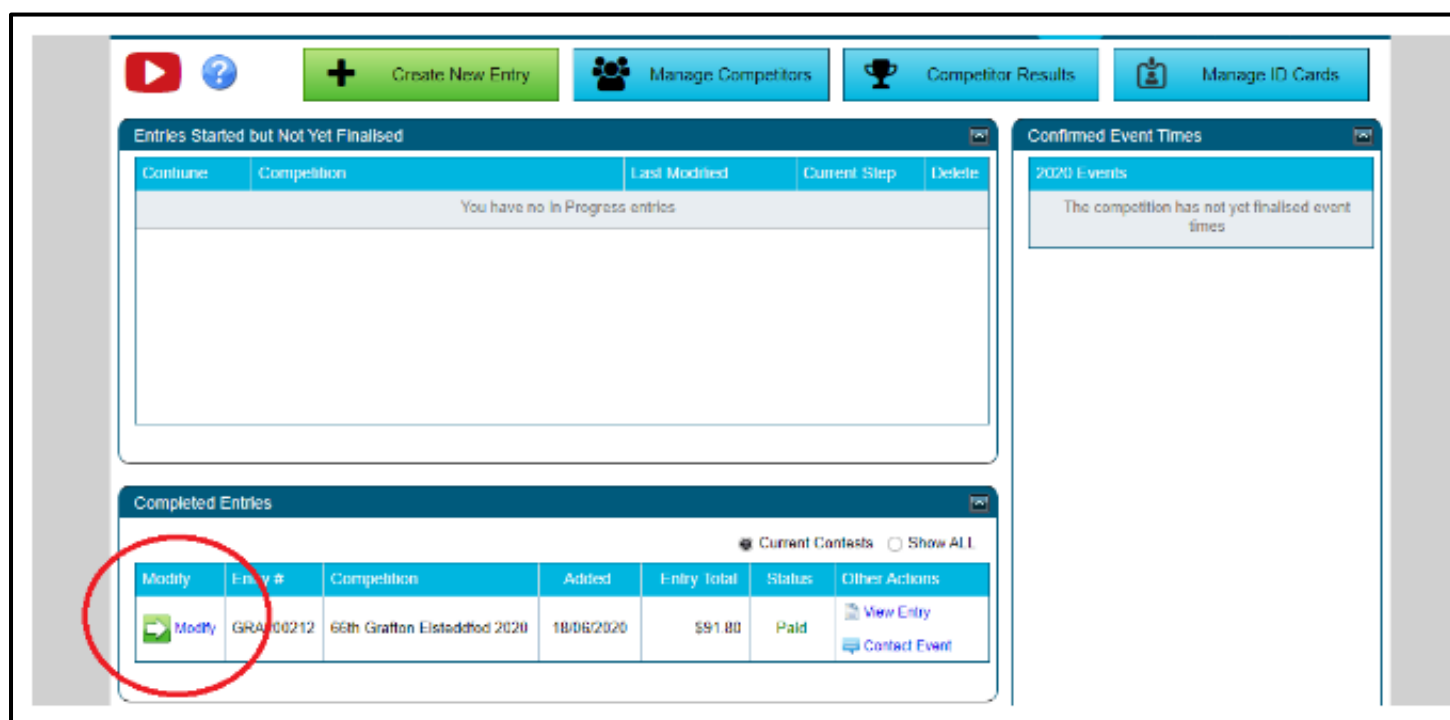 Create New Entry
Manage Competitors
Competitor Results
Manage ID Cards
Entries Started but Not Yet Finalised
Contiune Competition Last Modified Current Step Delete
You have no In Progress entries
Confirmed Event Times
2020 Events
The competition has not yet finalised event
times
Completed Entries
Current Contests Show ALL
Modify Entry # Competition Added Entry Total Status Other Actions
Modify 66th Grafton Eisteddfod 2020 18/06/2020 $91.80 Paid View Entry
Contact Event